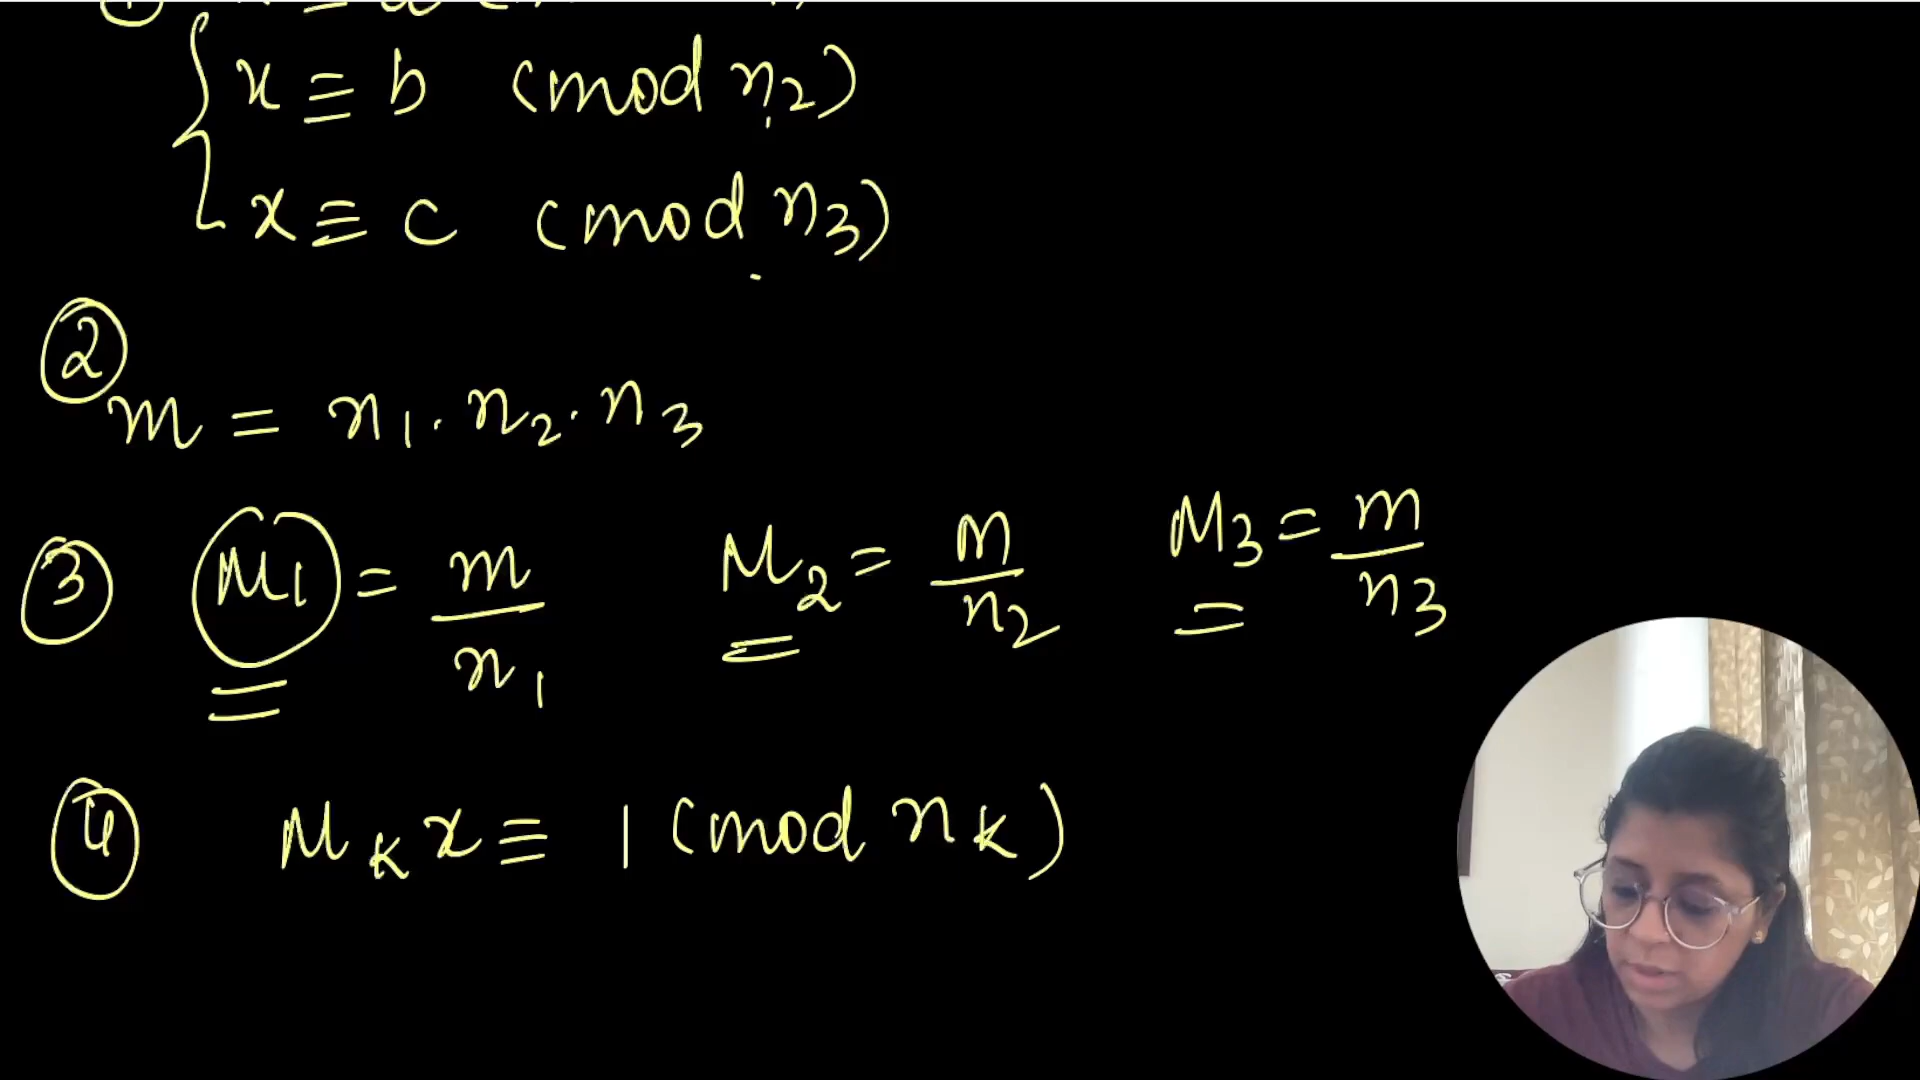 x ≡ b (mod n2)
x ≡ c (mod n3)
②
m = n1 . n2 . n3
③ M1 = m/n1 M2 = m/n2 M3 = m/n3
④ Mk x ≡ 1 (mod nk)